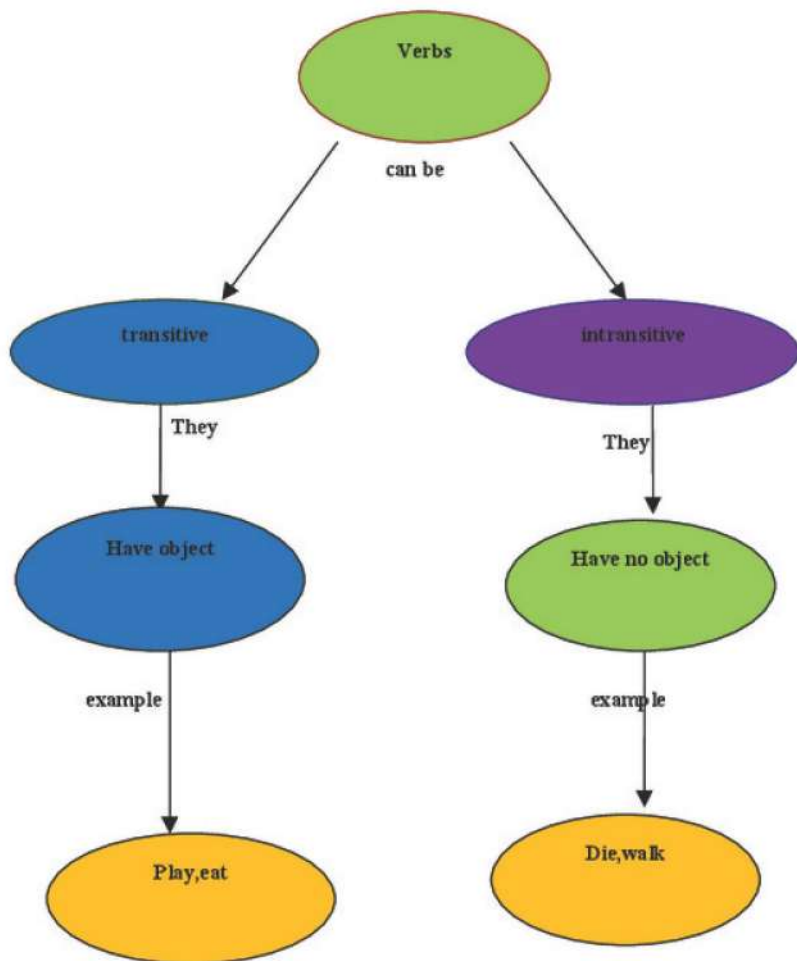 Verbs
can be
transitive
intransitive
They
They
Have object
Have no object
example
example
Play,eat
Die,walk